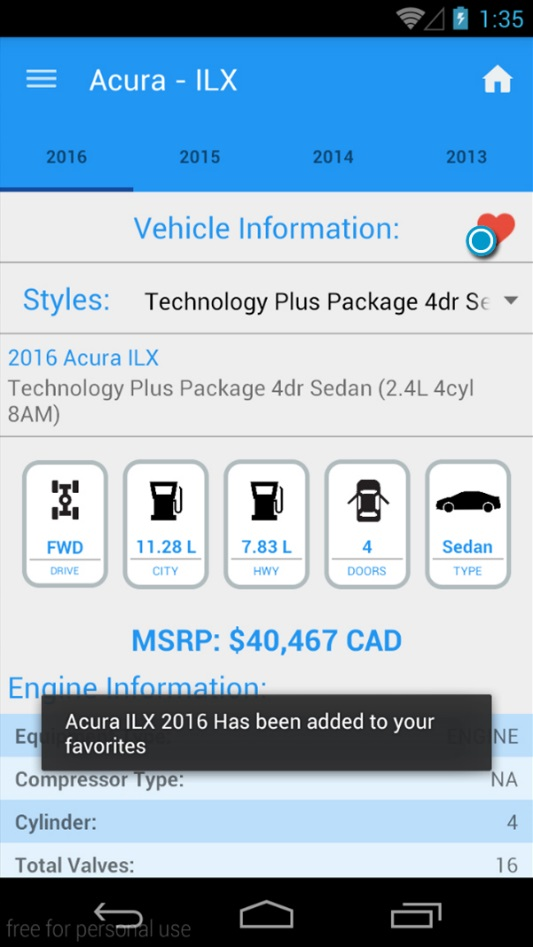 1:35
Acura - ILX
2016 2015 2014 2013
Vehicle Information:
Styles: Technology Plus Package 4dr Se
2016 Acura ILX
Technology Plus Package 4dr Sedan (2.4L 4cyl
8AM)
FWD 11.28 L 7.83 L 4 Sedan
DRIVE CITY HWY DOORS TYPE
MSRP: $40,467 CAD
Engine Information:
Acura ILX 2016 Has been added to your
favorites
Compressor Type: NA
Cylinder: 4
Total Valves: 16
free for personal use